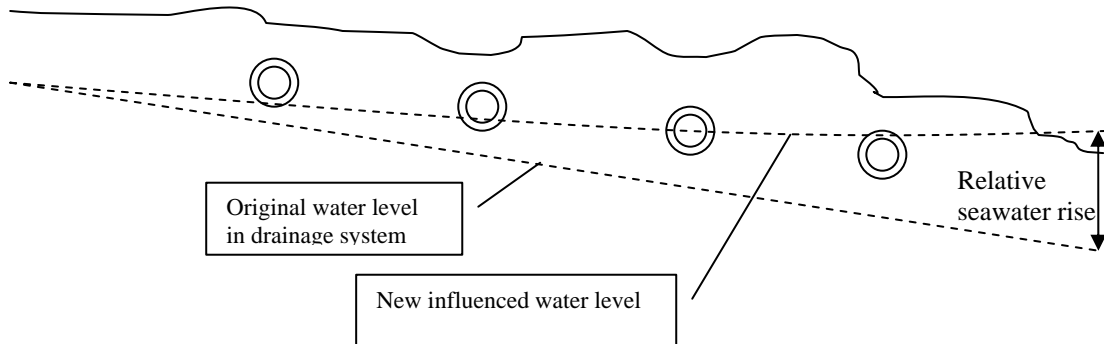 Relative
seawater rise
Original water level
in drainage system
New influenced water level